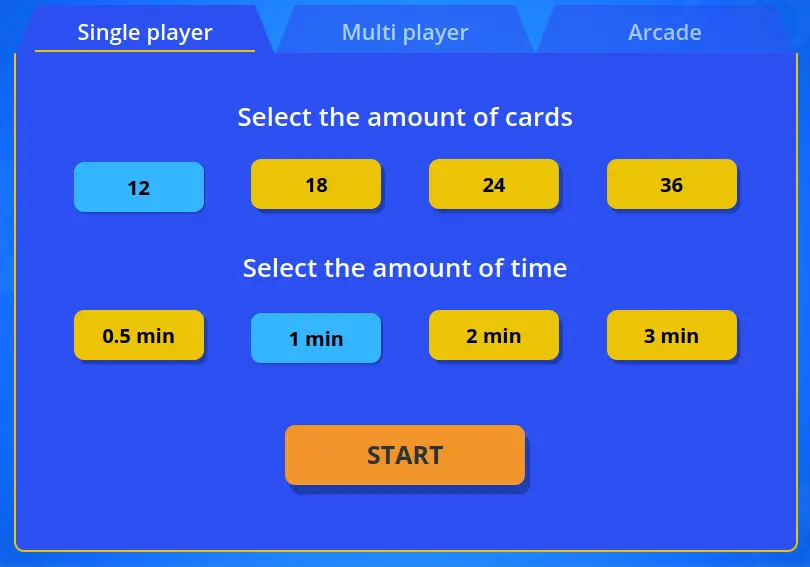 Single player Multi player Arcade
Select the amount of cards
12 18 24 36
Select the amount of time
0.5 min 1 min 2 min 3 min
START